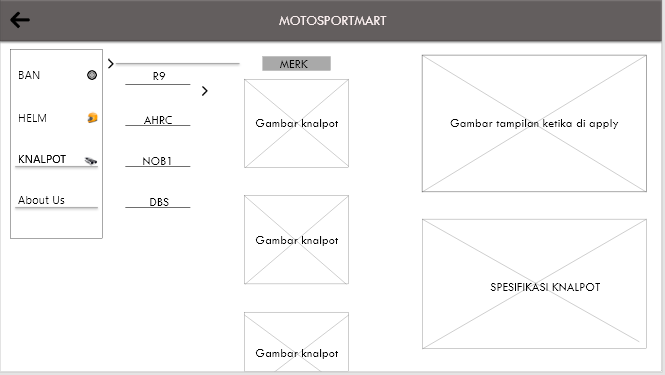 MOTOSPORTMART
BAN
HELM
KNALPOT
About Us
R9
AHRC
NOB1
DBS
MERK
Gambar knalpot
Gambar knalpot
Gambar knalpot
Gambar tampilan ketika di apply
SPESIFIKASI KNALPOT